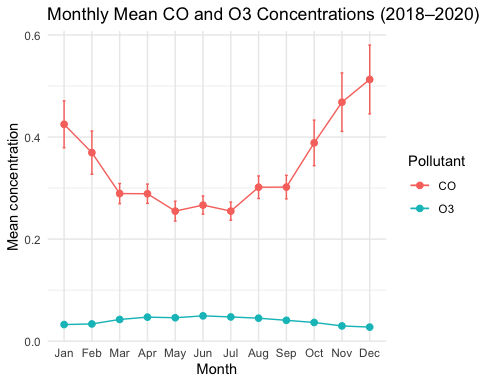 Monthly Mean CO and O3 Concentrations (2018–2020)
0.6
0.4
0.2
0.0
Mean concentration
Jan Feb Mar Apr May Jun Jul Aug Sep Oct Nov Dec
Month
Pollutant
CO
O3